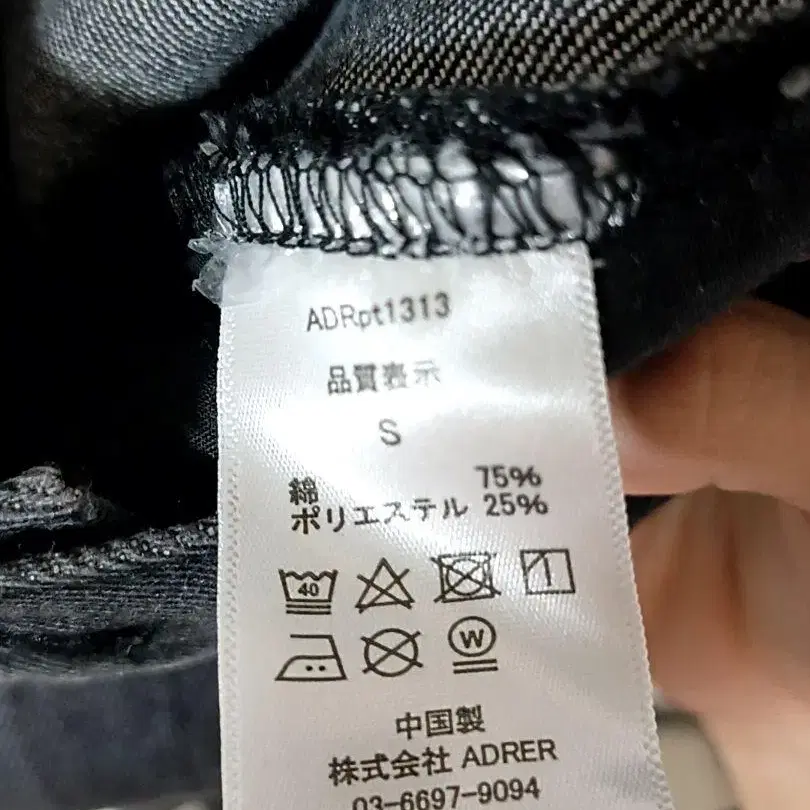 ADRpt1313
品質表示
S
綿 75%
ポリエステル 25%
40
W
中国製
株式会社 ADRER
03-6697-9094